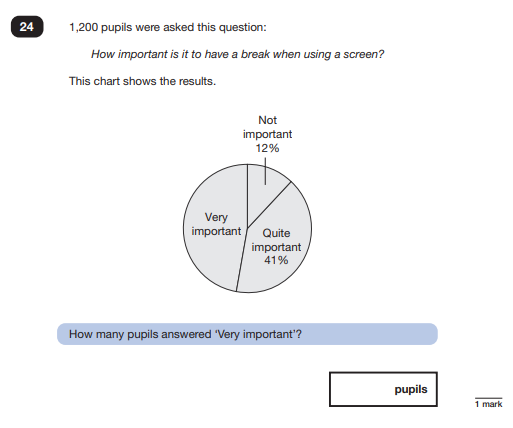 24
1,200 pupils were asked this question:
How important is it to have a break when using a screen?
This chart shows the results.
Not
important
12%
Very
important
Quite
important
41%
How many pupils answered ‘Very important’?
pupils
1 mark